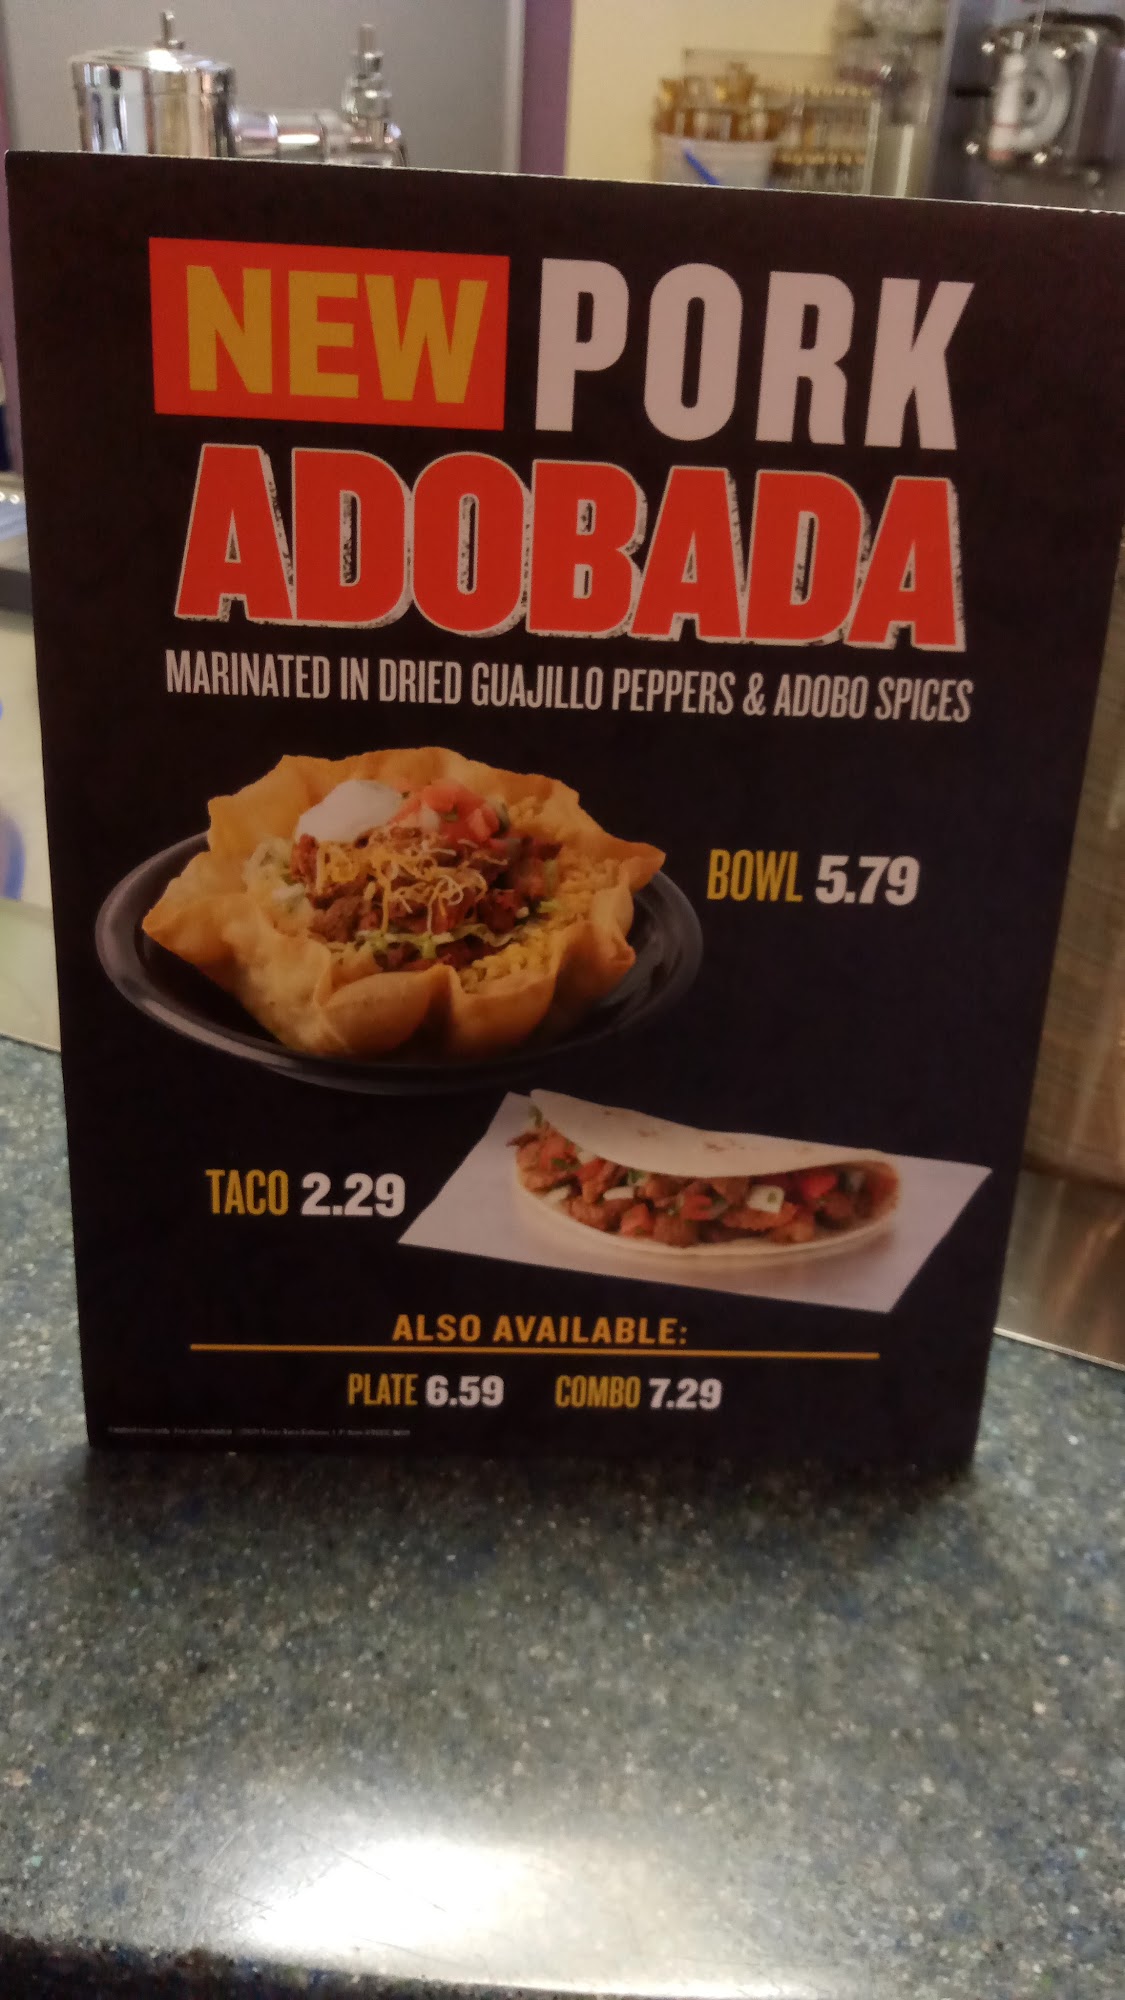 NEW PORK
ADOBADA
MARINATED IN DRIED GUAJILLO PEPPERS & ADOBO SPICES
BOWL 5.79
TACO 2.29
ALSO AVAILABLE:
PLATE 6.59 COMBO 7.29